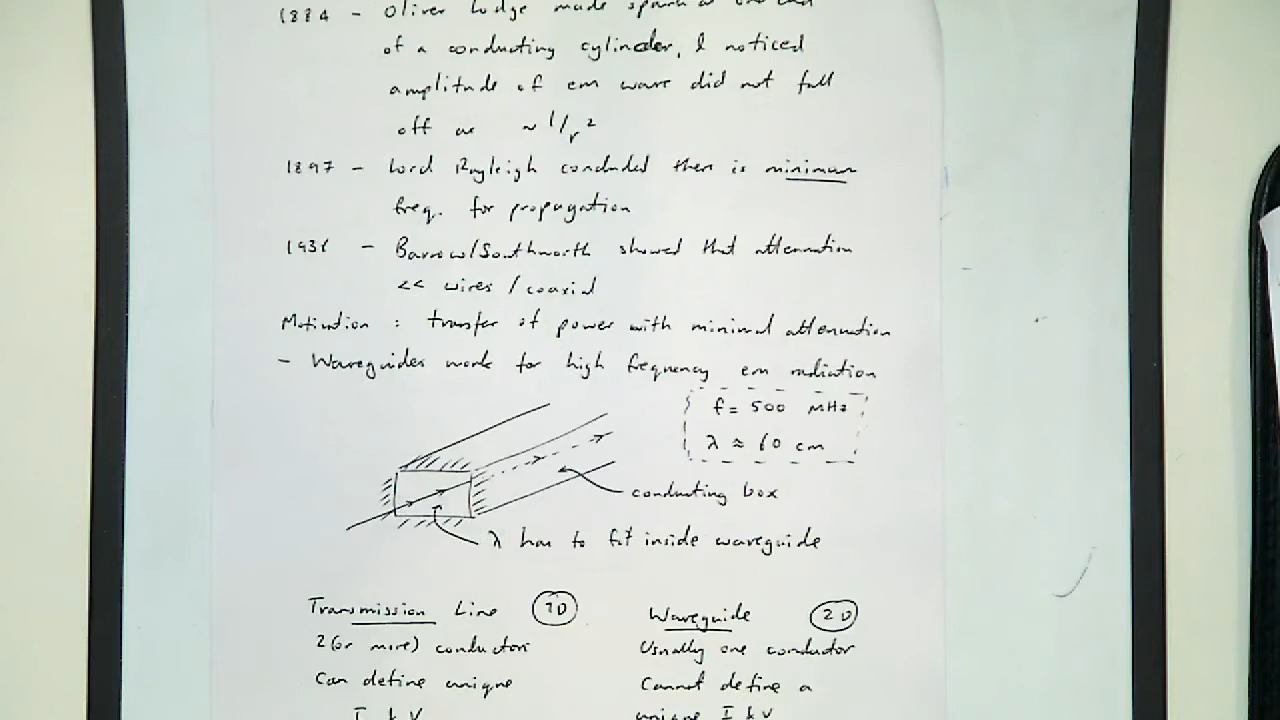 1884 - Oliver Lodge made spark at one end
of a conducting cylinder, & noticed
amplitude of em wave did not fall
off as ~ 1/r²
1897 - Lord Rayleigh concluded there is minimum
freq. for propagation
1936 - Barrow/Southworth showed that attenuation
<< wires / coaxial
Motivation : transfer of power with minimal attenuation
- Waveguides work for high frequency em radiation
f = 500 MHz
λ ≈ 60 cm
conducting box
λ has to fit inside waveguide
Transmission Line 1D
2 (or more) conductors
Can define unique
I & V
Waveguide 2D
Usually one conductor
Cannot define a
unique I & V